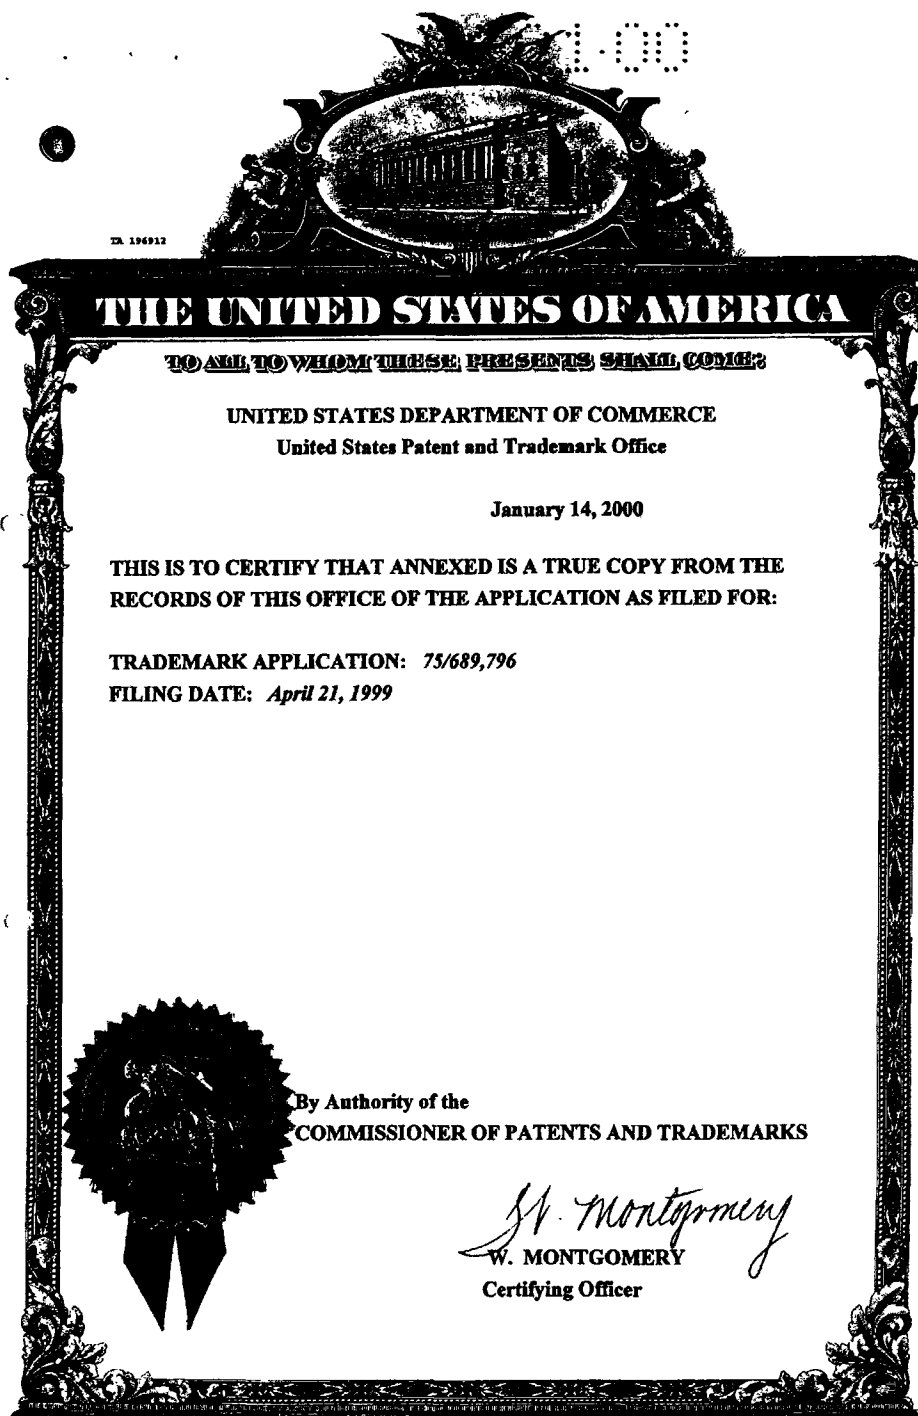 1·00
TA 196912
THE UNITED STATES OF AMERICA
TO ALL TO WHOM THESE PRESENTS SHALL COME:
UNITED STATES DEPARTMENT OF COMMERCE
United States Patent and Trademark Office
January 14, 2000
THIS IS TO CERTIFY THAT ANNEXED IS A TRUE COPY FROM THE
RECORDS OF THIS OFFICE OF THE APPLICATION AS FILED FOR:
TRADEMARK APPLICATION: 75/689,796
FILING DATE: April 21, 1999
By Authority of the
COMMISSIONER OF PATENTS AND TRADEMARKS
W. Montgomery
W. MONTGOMERY
Certifying Officer